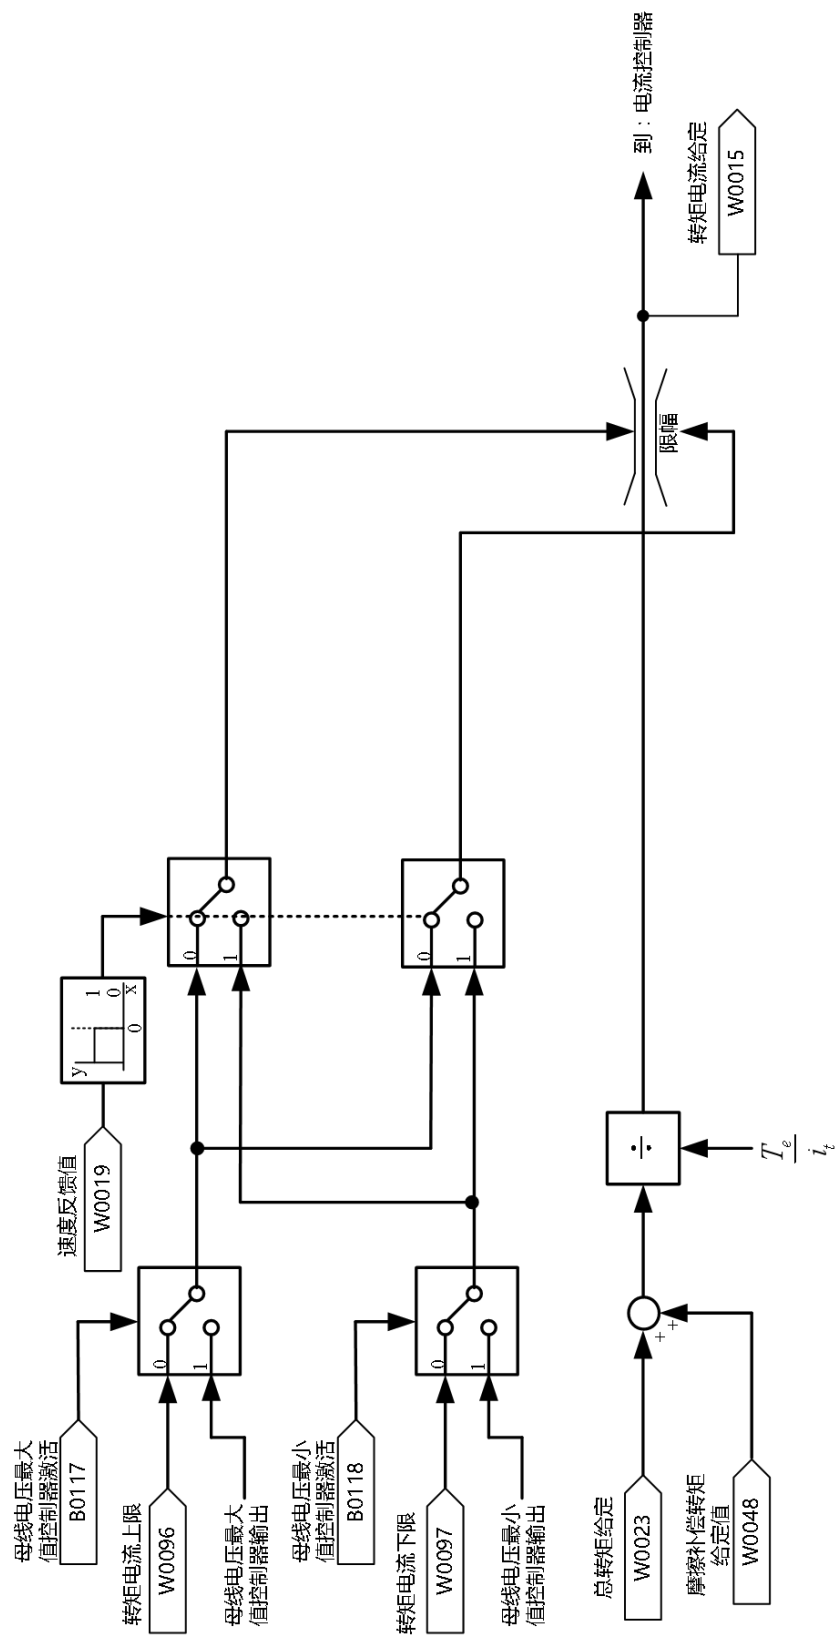 母线电压最大
值控制器激活
B0117
转矩电流上限
W0096
母线电压最大
值控制器输出
0
1
速度反馈值
W0019
y
1
0
x
0
0
1
母线电压最小
值控制器激活
B0118
转矩电流下限
W0097
母线电压最小
值控制器输出
0
1
0
1
总转矩给定
W0023
摩擦补偿转矩
给定值
W0048
+
+
÷
T_e
i_t
限幅
转矩电流给定
W0015
到：电流控制器